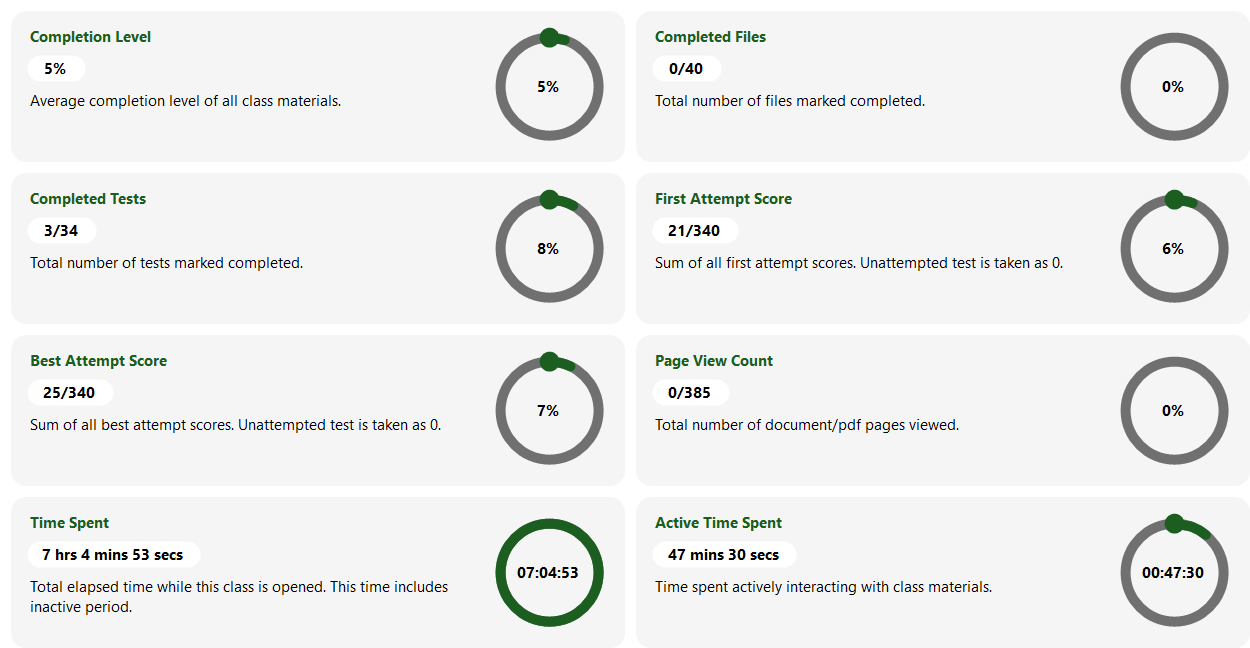 Completion Level
5%
Average completion level of all class materials.
5%
Completed Files
0/40
Total number of files marked completed.
0%
Completed Tests
3/34
Total number of tests marked completed.
8%
First Attempt Score
21/340
Sum of all first attempt scores. Unattempted test is taken as 0.
6%
Best Attempt Score
25/340
Sum of all best attempt scores. Unattempted test is taken as 0.
7%
Page View Count
0/385
Total number of document/pdf pages viewed.
0%
Time Spent
7 hrs 4 mins 53 secs
Total elapsed time while this class is opened. This time includes
inactive period.
07:04:53
Active Time Spent
47 mins 30 secs
Time spent actively interacting with class materials.
00:47:30